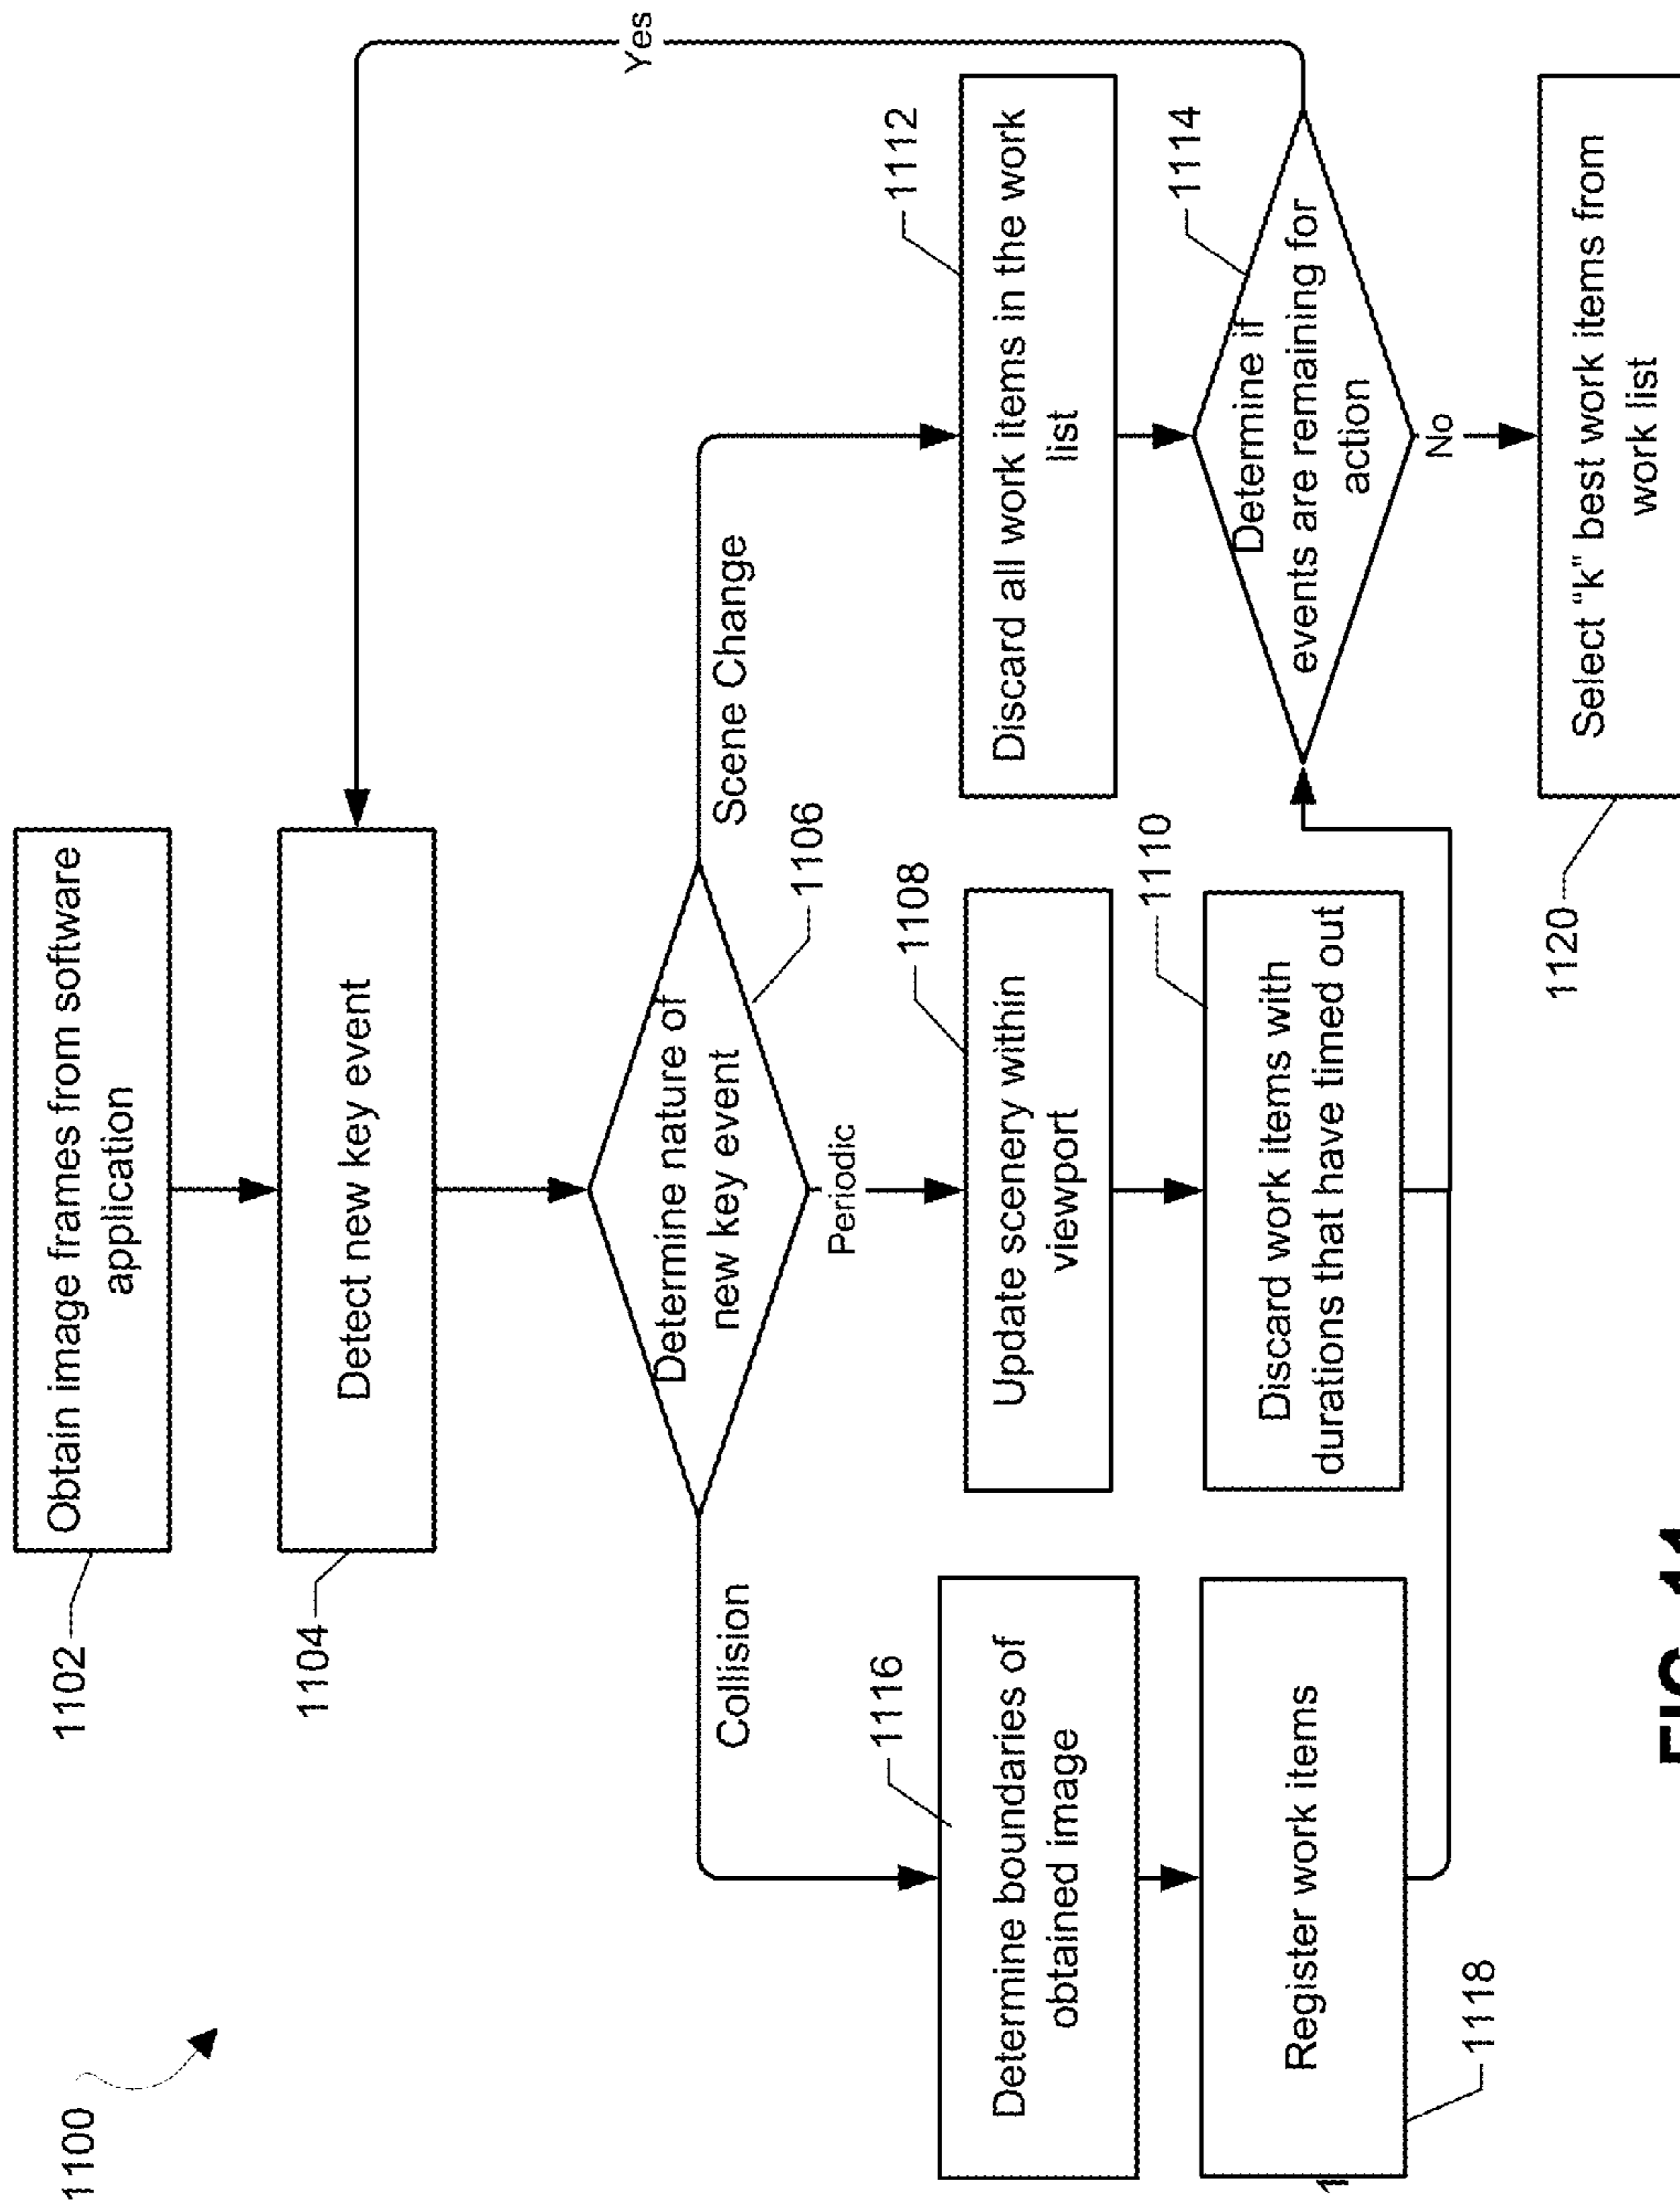 1100
1102
Obtain image frames from software
application
1104
Detect new key event
Yes
Determine nature of
new key event
1106
Collision
Scene Change
Periodic
1116
Determine boundaries of
obtained image
1108
Update scenery within
viewport
1112
Discard all work items in the work
list
Register work items
1118
1110
Discard work items with
durations that have timed out
1114
Determine if
events are remaining for
action
No
1120
Select “k” best work items from
work list